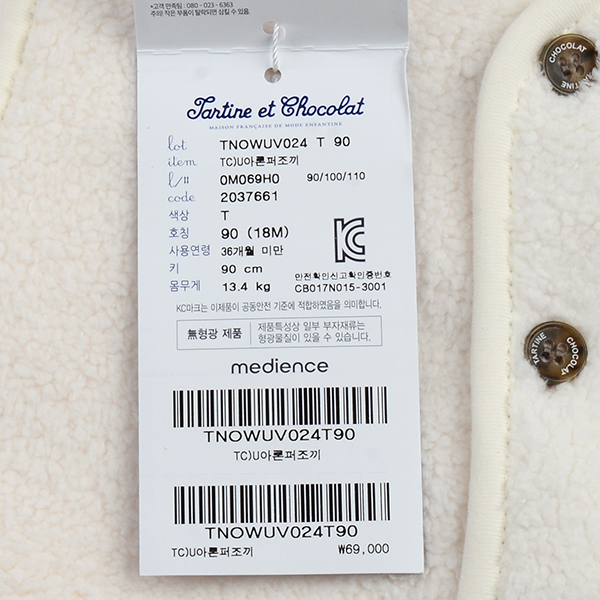 *고객 만족팀 : 080 - 023 - 6363
주의! 작은 부품이 탈락되면 삼킬 수 있습니다.
Tartine et Chocolat
MAISON FRANÇAISE DE MODE ENFANTINE
lot TNOWUV024 T 90
item TC)U아론퍼조끼
l/# 0M069H0 90/100/110
code 2037661
색상 T
호칭 90 (18M)
사용연령 36개월 미만
키 90 cm
몸무게 13.4 kg
안전확인신고확인증번호
CB017N015-3001
KC마크는 이제품이 공동안전 기준에 적합하였음을 의미합니다.
無형광 제품
제품특성상 일부 부자재류는
형광물질이 있을 수 있습니다.
medience
TNOWUV024T90
TC)U아론퍼조끼
TNOWUV024T90
TC)U아론퍼조끼 ₩69,000
CHOCOLAT
TARTINE
TARTINE
CHOCOLAT